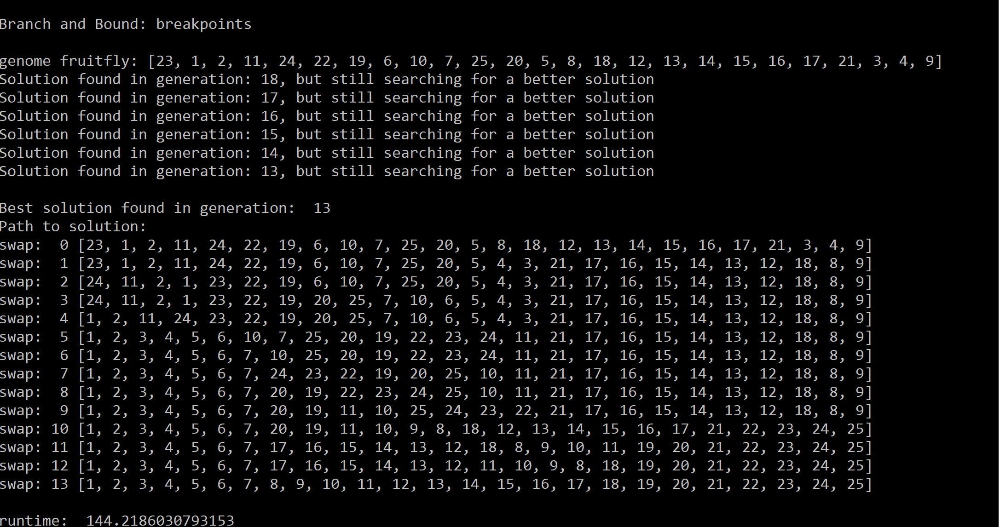 Branch and Bound: breakpoints
genome fruitfly: [23, 1, 2, 11, 24, 22, 19, 6, 10, 7, 25, 20, 5, 8, 18, 12, 13, 14, 15, 16, 17, 21, 3, 4, 9]
Solution found in generation: 18, but still searching for a better solution
Solution found in generation: 17, but still searching for a better solution
Solution found in generation: 16, but still searching for a better solution
Solution found in generation: 15, but still searching for a better solution
Solution found in generation: 14, but still searching for a better solution
Solution found in generation: 13, but still searching for a better solution
Best solution found in generation:  13
Path to solution:
swap:  0 [23, 1, 2, 11, 24, 22, 19, 6, 10, 7, 25, 20, 5, 8, 18, 12, 13, 14, 15, 16, 17, 21, 3, 4, 9]
swap:  1 [23, 1, 2, 11, 24, 22, 19, 6, 10, 7, 25, 20, 5, 4, 3, 21, 17, 16, 15, 14, 13, 12, 18, 8, 9]
swap:  2 [24, 11, 2, 1, 23, 22, 19, 6, 10, 7, 25, 20, 5, 4, 3, 21, 17, 16, 15, 14, 13, 12, 18, 8, 9]
swap:  3 [24, 11, 2, 1, 23, 22, 19, 20, 25, 7, 10, 6, 5, 4, 3, 21, 17, 16, 15, 14, 13, 12, 18, 8, 9]
swap:  4 [1, 2, 11, 24, 23, 22, 19, 20, 25, 7, 10, 6, 5, 4, 3, 21, 17, 16, 15, 14, 13, 12, 18, 8, 9]
swap:  5 [1, 2, 3, 4, 5, 6, 10, 7, 25, 20, 19, 22, 23, 24, 11, 21, 17, 16, 15, 14, 13, 12, 18, 8, 9]
swap:  6 [1, 2, 3, 4, 5, 6, 7, 10, 25, 20, 19, 22, 23, 24, 11, 21, 17, 16, 15, 14, 13, 12, 18, 8, 9]
swap:  7 [1, 2, 3, 4, 5, 6, 7, 24, 23, 22, 19, 20, 25, 10, 11, 21, 17, 16, 15, 14, 13, 12, 18, 8, 9]
swap:  8 [1, 2, 3, 4, 5, 6, 7, 20, 19, 22, 23, 24, 25, 10, 11, 21, 17, 16, 15, 14, 13, 12, 18, 8, 9]
swap:  9 [1, 2, 3, 4, 5, 6, 7, 20, 19, 11, 10, 25, 24, 23, 22, 21, 17, 16, 15, 14, 13, 12, 18, 8, 9]
swap: 10 [1, 2, 3, 4, 5, 6, 7, 20, 19, 11, 10, 9, 8, 18, 12, 13, 14, 15, 16, 17, 21, 22, 23, 24, 25]
swap: 11 [1, 2, 3, 4, 5, 6, 7, 17, 16, 15, 14, 13, 12, 18, 8, 9, 10, 11, 19, 20, 21, 22, 23, 24, 25]
swap: 12 [1, 2, 3, 4, 5, 6, 7, 17, 16, 15, 14, 13, 12, 11, 10, 9, 8, 18, 19, 20, 21, 22, 23, 24, 25]
swap: 13 [1, 2, 3, 4, 5, 6, 7, 8, 9, 10, 11, 12, 13, 14, 15, 16, 17, 18, 19, 20, 21, 22, 23, 24, 25]
runtime:  144.2186030793153